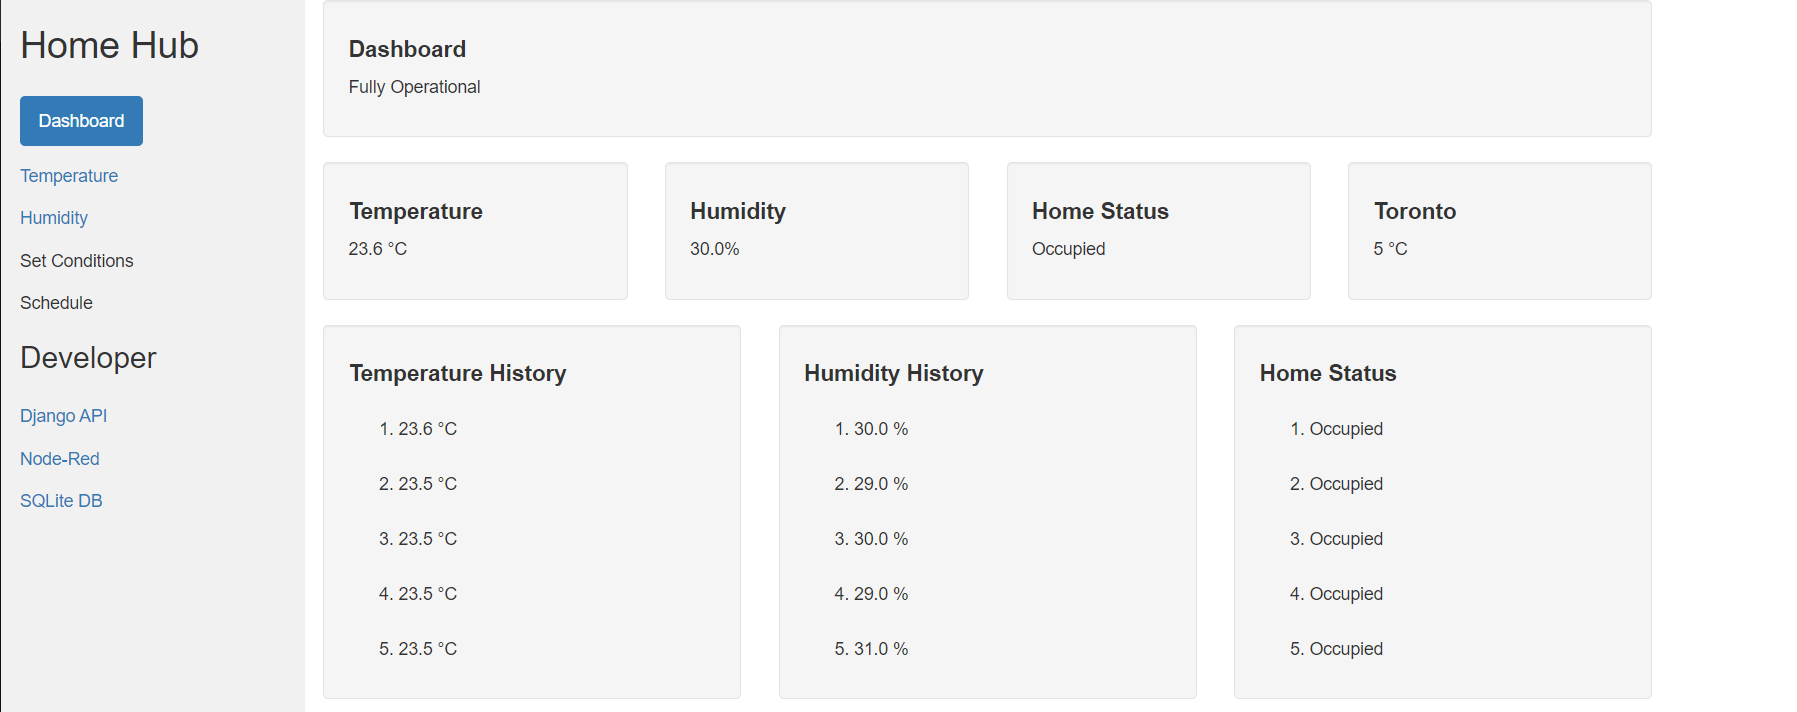 Home Hub
Dashboard
Temperature
Humidity
Set Conditions
Schedule
Developer
Django API
Node-Red
SQLite DB
Dashboard
Fully Operational
Temperature
23.6 °C
Humidity
30.0%
Home Status
Occupied
Toronto
5 °C
Temperature History
1. 23.6 °C
2. 23.5 °C
3. 23.5 °C
4. 23.5 °C
5. 23.5 °C
Humidity History
1. 30.0 %
2. 29.0 %
3. 30.0 %
4. 29.0 %
5. 31.0 %
Home Status
1. Occupied
2. Occupied
3. Occupied
4. Occupied
5. Occupied